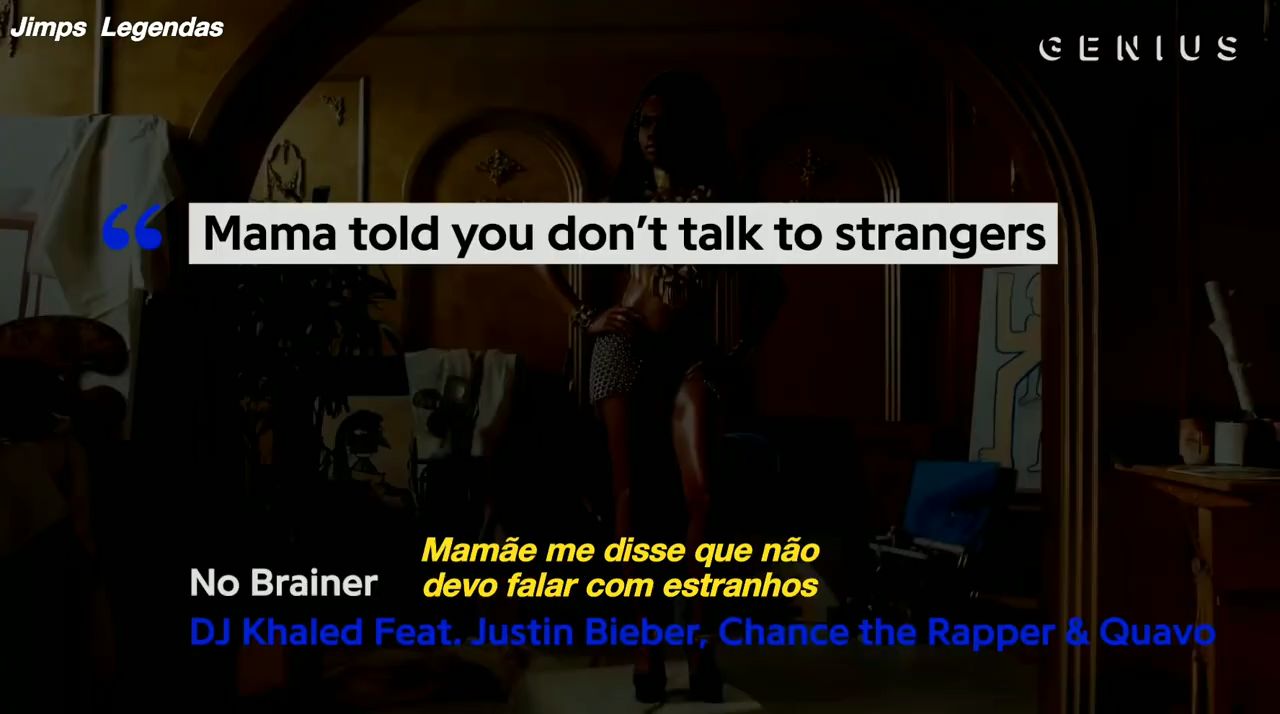 Jimps Legendas
GENIUS
“
Mama told you don’t talk to strangers
Mamãe me disse que não
devo falar com estranhos
No Brainer
DJ Khaled Feat. Justin Bieber, Chance the Rapper & Quavo